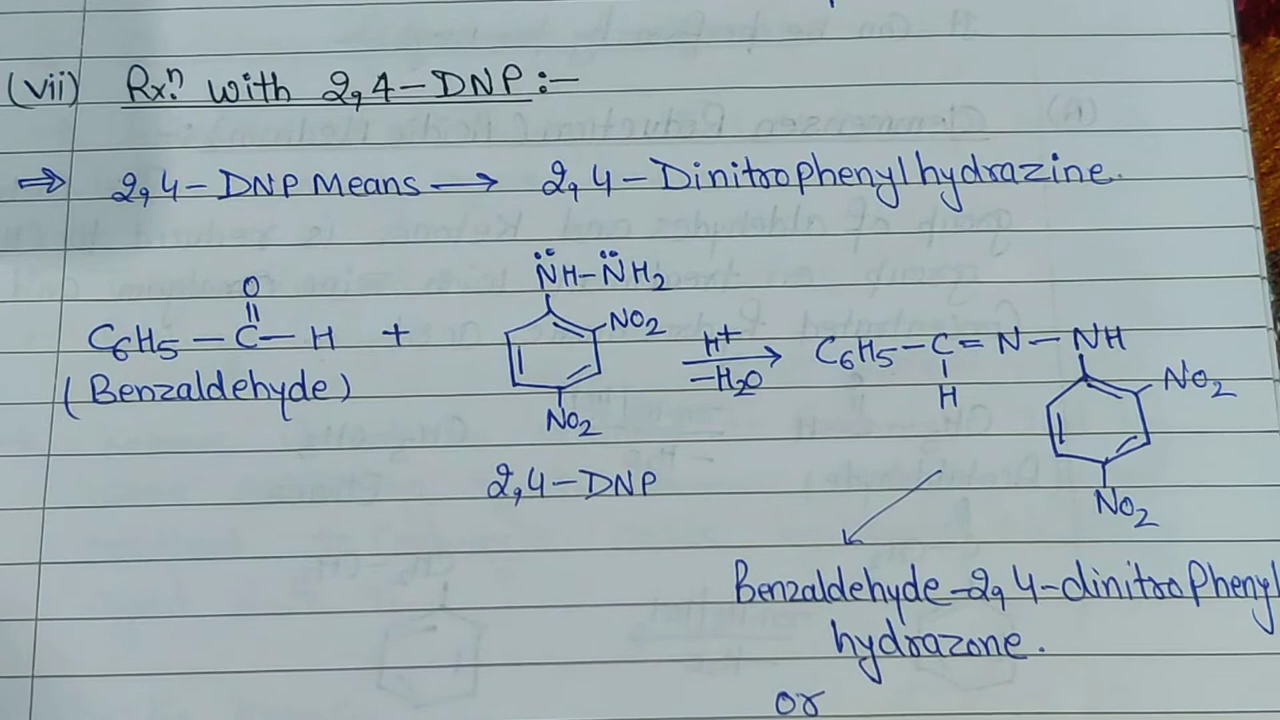 (vii) Rxn. with 2,4-DNP:-
⇒ 2,4-DNP Means → 2,4-Dinitrophenylhydrazine.
NH-NH2
O
C6H5-C-H + NO2 H+ C6H5-C=N-NH
(Benzaldehyde) -H2O H NO2
NO2
2,4-DNP NO2
Benzaldehyde-2,4-dinitroPhenyl
hydrazone.
or